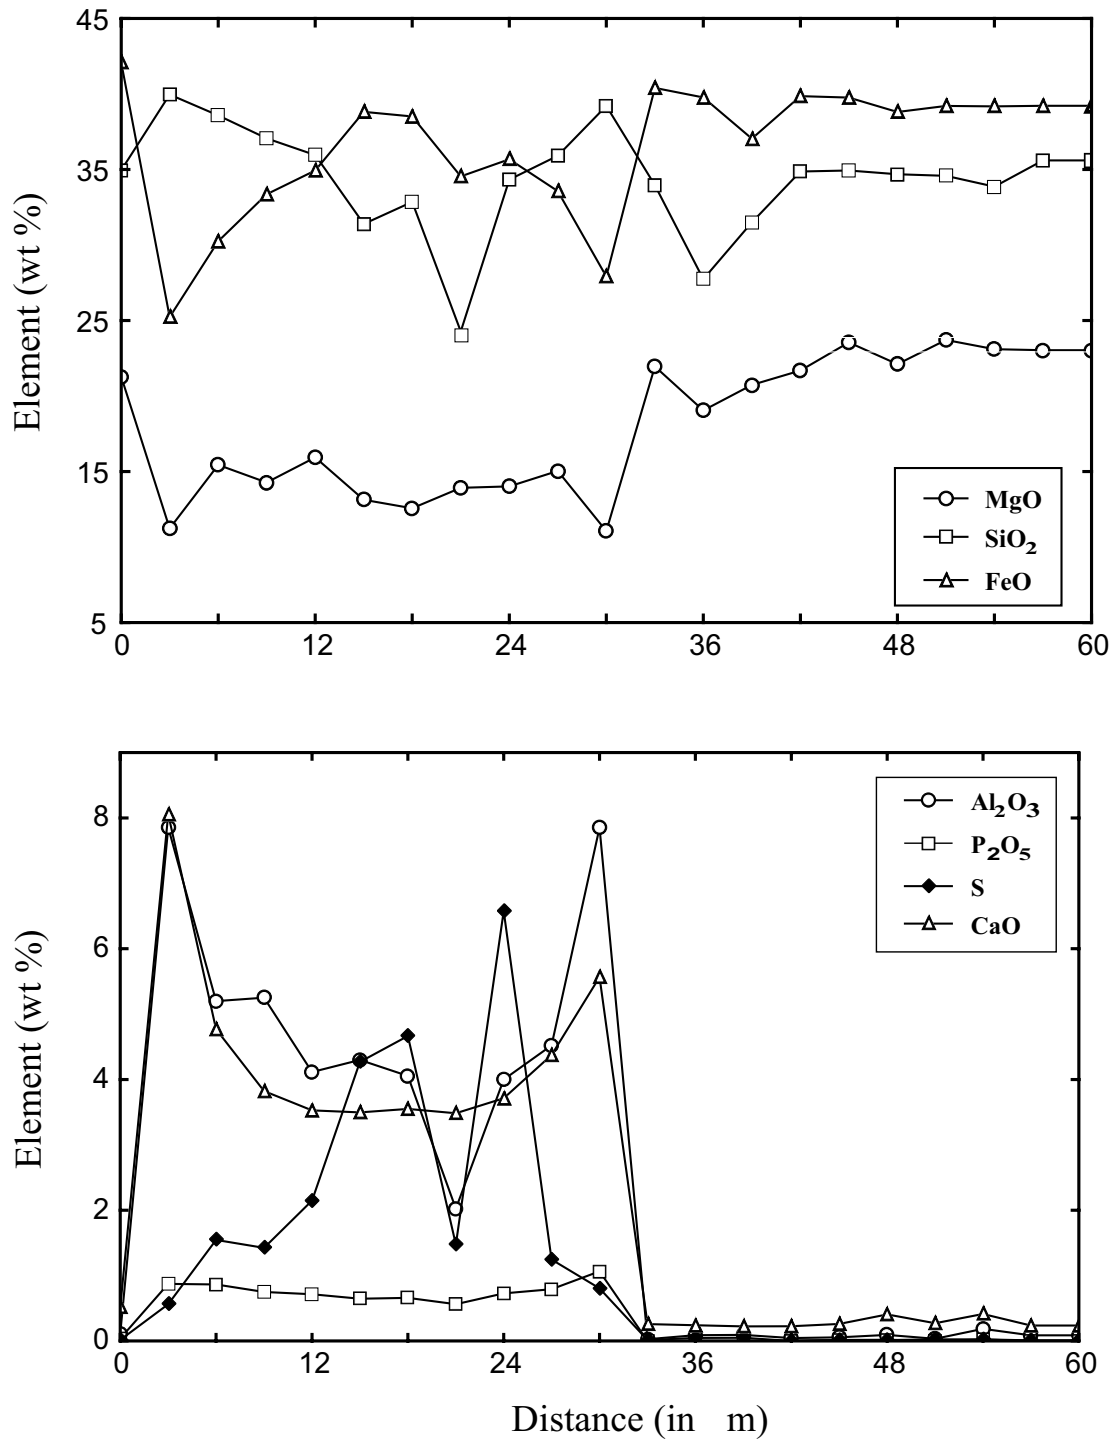 45
35
25
15
5
Element (wt %)
MgO
SiO2
FeO
0 12 24 36 48 60
8
6
4
2
0
Element (wt %)
Al2O3
P2O5
S
CaO
0 12 24 36 48 60
Distance (in m)